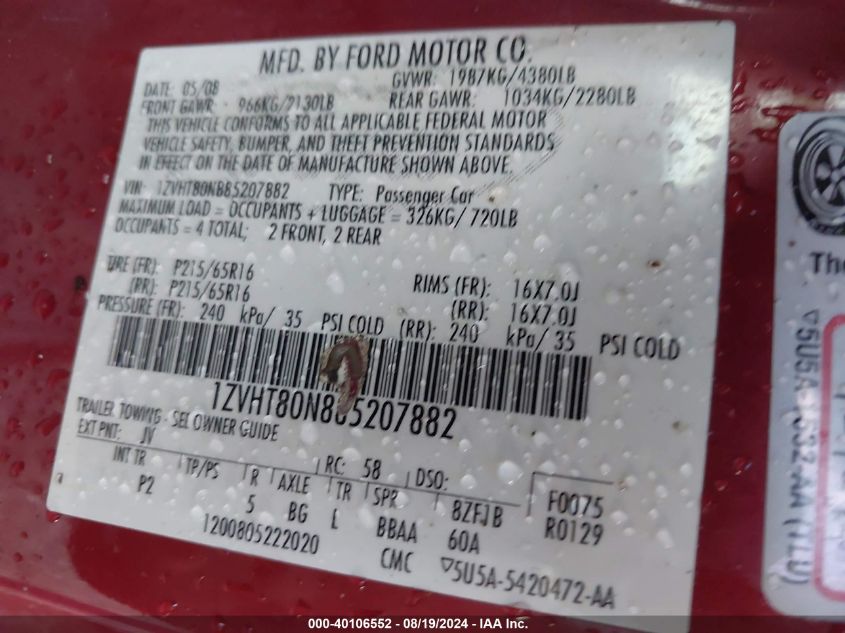 MFD. BY FORD MOTOR CO.
DATE: 05/08 GVWR: 1987KG/4380LB
FRONT GAWR: 966KG/2130LB REAR GAWR: 1034KG/2280LB
THIS VEHICLE CONFORMS TO ALL APPLICABLE FEDERAL MOTOR
VEHICLE SAFETY, BUMPER, AND THEFT PREVENTION STANDARDS
IN EFFECT ON THE DATE OF MANUFACTURE SHOWN ABOVE.
VIN: 1ZVHT80N885207882 TYPE: Passenger Car
MAXIMUM LOAD = OCCUPANTS + LUGGAGE = 326KG/ 720LB
OCCUPANTS = 4 TOTAL; 2 FRONT, 2 REAR
TIRE (FR): P215/65R16 RIMS (FR): 16X7.0J
(RR): P215/65R16 (RR): 16X7.0J
PRESSURE (FR): 240 kPa/ 35 PSI COLD (RR): 240 kPa/ 35 PSI COLD
TRAILER TOWING - SEE OWNER GUIDE
EXT PNT: JV RC: 58 DSO:
INT TR TP/PS R AXLE TR SPR
P2 5 BG L BBAA 8ZFJB F0075
60A R0129
1200805222020 CMC ▽5U5A-5420472-AA
The
000-40106552 - 08/19/2024 - IAA Inc.